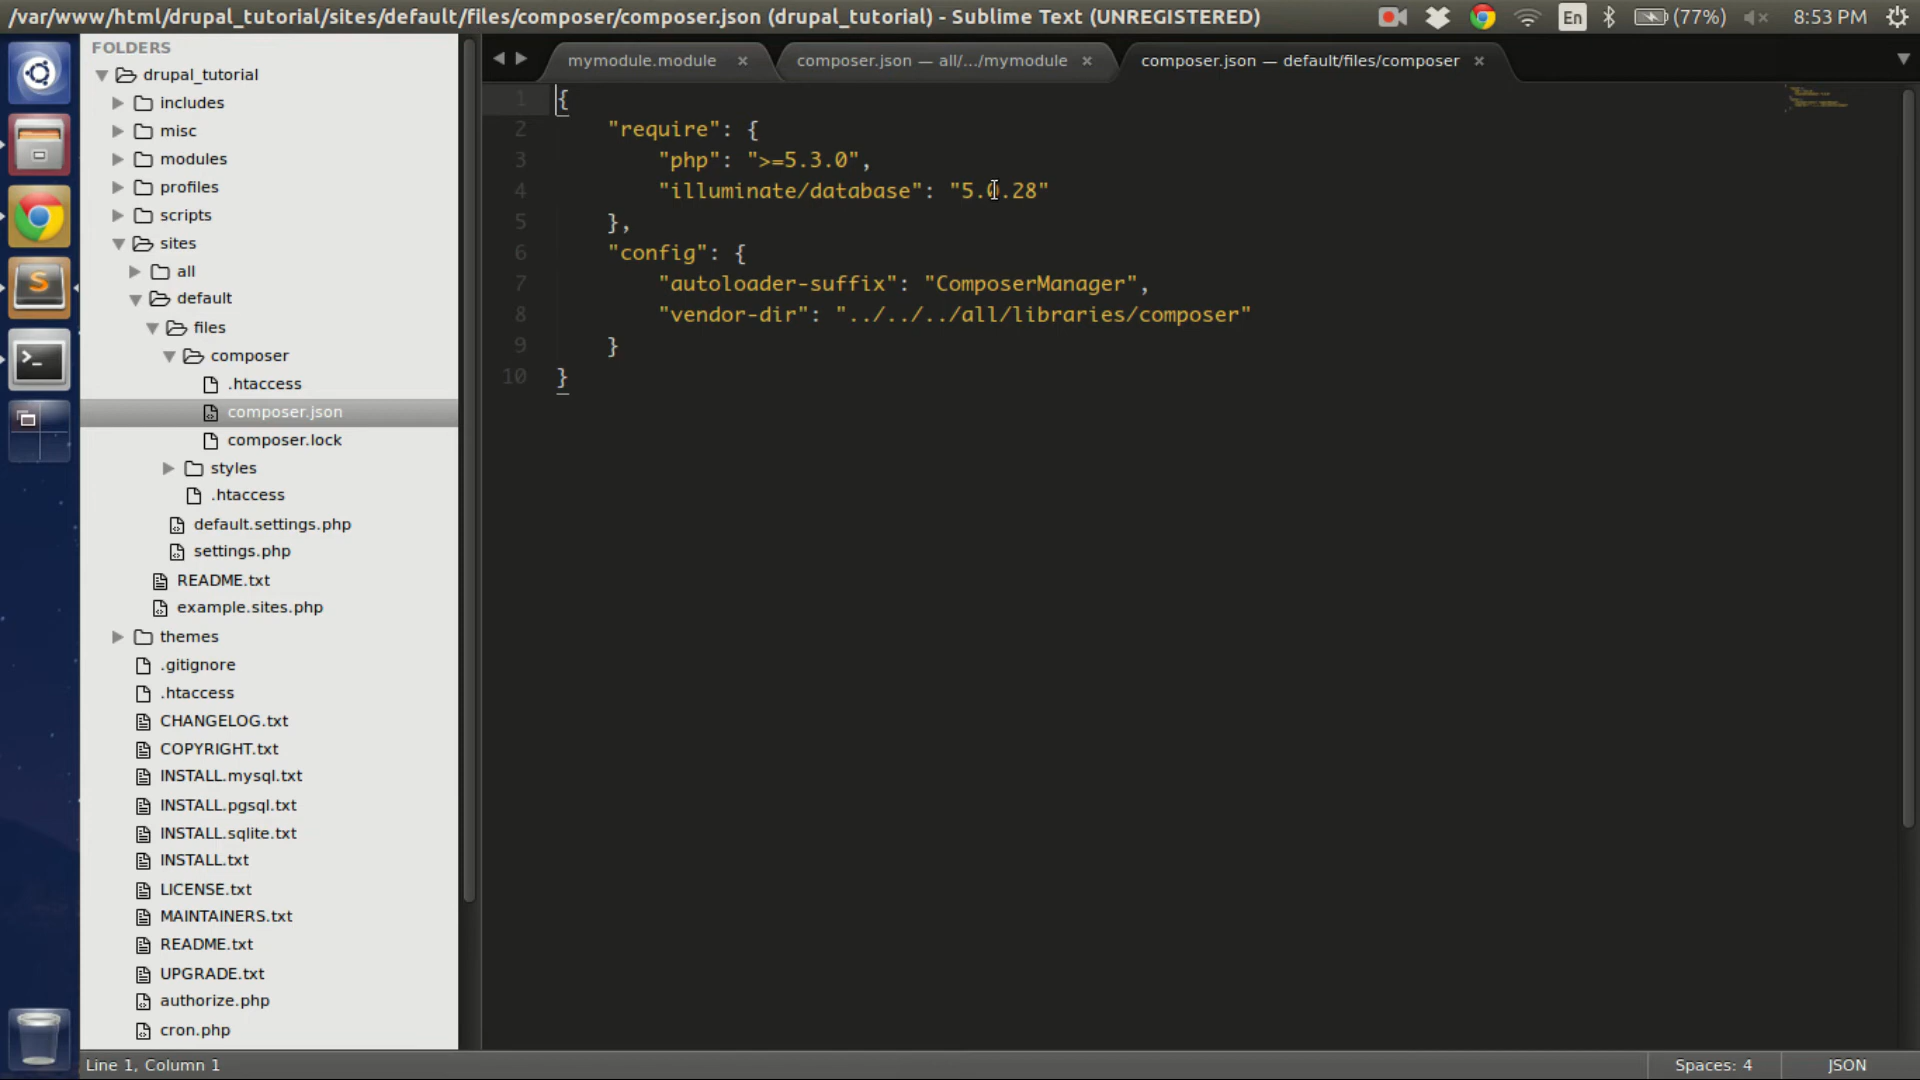 /var/www/html/drupal_tutorial/sites/default/files/composer/composer.json (drupal_tutorial) - Sublime Text (UNREGISTERED)
En
(77%)
8:53 PM
FOLDERS
drupal_tutorial
includes
misc
modules
profiles
scripts
sites
all
default
files
composer
.htaccess
composer.json
composer.lock
styles
.htaccess
default.settings.php
settings.php
README.txt
example.sites.php
themes
.gitignore
.htaccess
CHANGELOG.txt
COPYRIGHT.txt
INSTALL.mysql.txt
INSTALL.pgsql.txt
INSTALL.sqlite.txt
INSTALL.txt
LICENSE.txt
MAINTAINERS.txt
README.txt
UPGRADE.txt
authorize.php
cron.php
mymodule.module ×
composer.json — all/.../mymodule ×
composer.json — default/files/composer ×
1 {
2 "require": {
3 "php": ">=5.3.0",
4 "illuminate/database": "5.0.28"
5 },
6 "config": {
7 "autoloader-suffix": "ComposerManager",
8 "vendor-dir": "../../../all/libraries/composer"
9 }
10 }
Line 1, Column 1
Spaces: 4
JSON